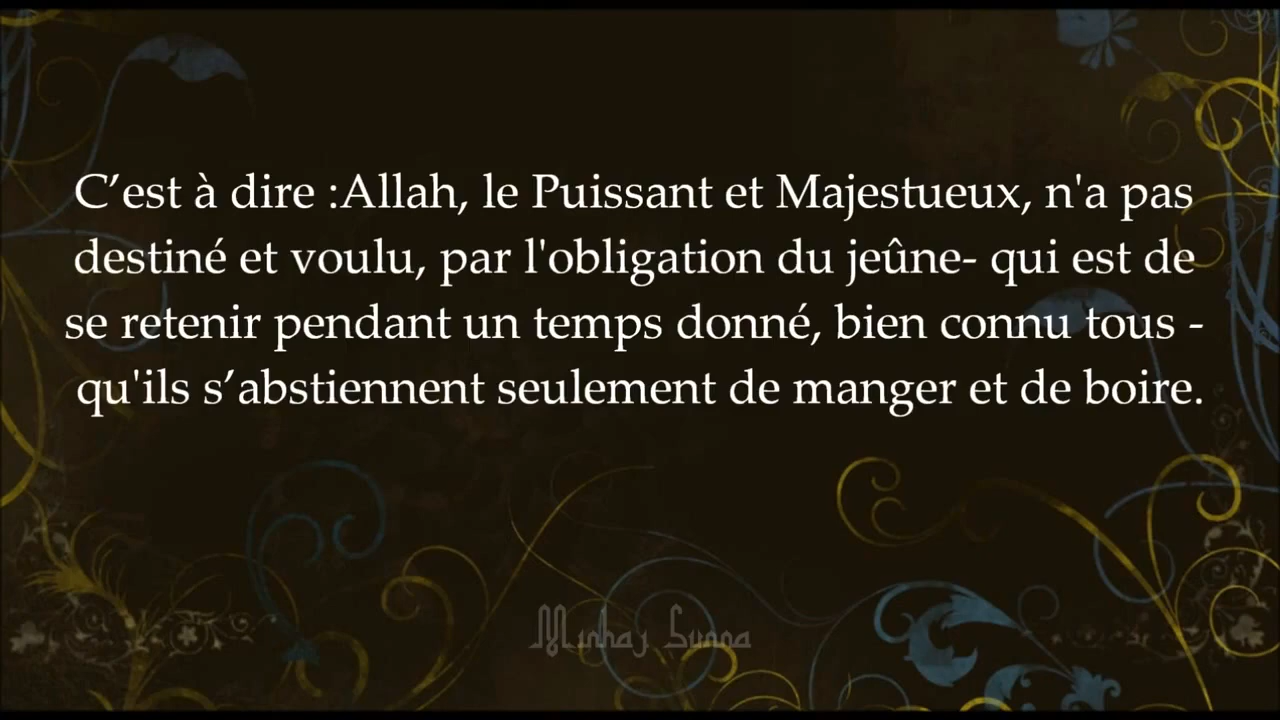 C’est à dire :Allah, le Puissant et Majestueux, n'a pas
destiné et voulu, par l'obligation du jeûne- qui est de
se retenir pendant un temps donné, bien connu tous -
qu'ils s’abstiennent seulement de manger et de boire.
Minhaj Sunna